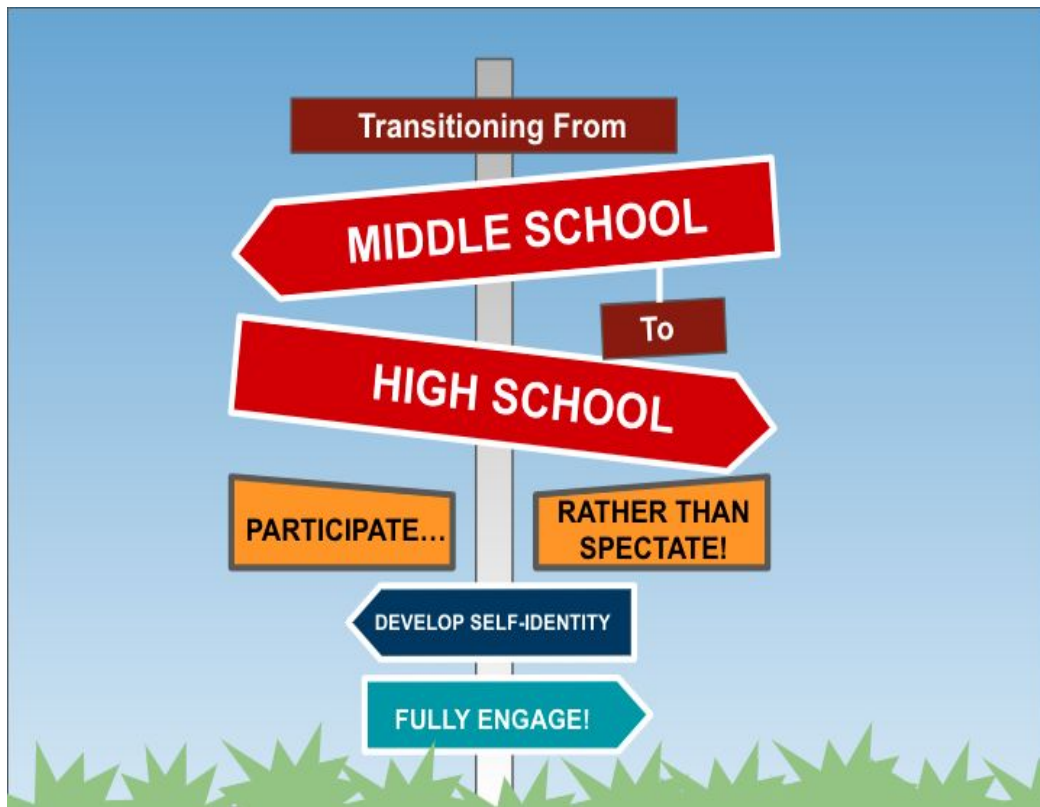 Transitioning From
MIDDLE SCHOOL
To
HIGH SCHOOL
PARTICIPATE…
RATHER THAN
SPECTATE!
DEVELOP SELF-IDENTITY
FULLY ENGAGE!